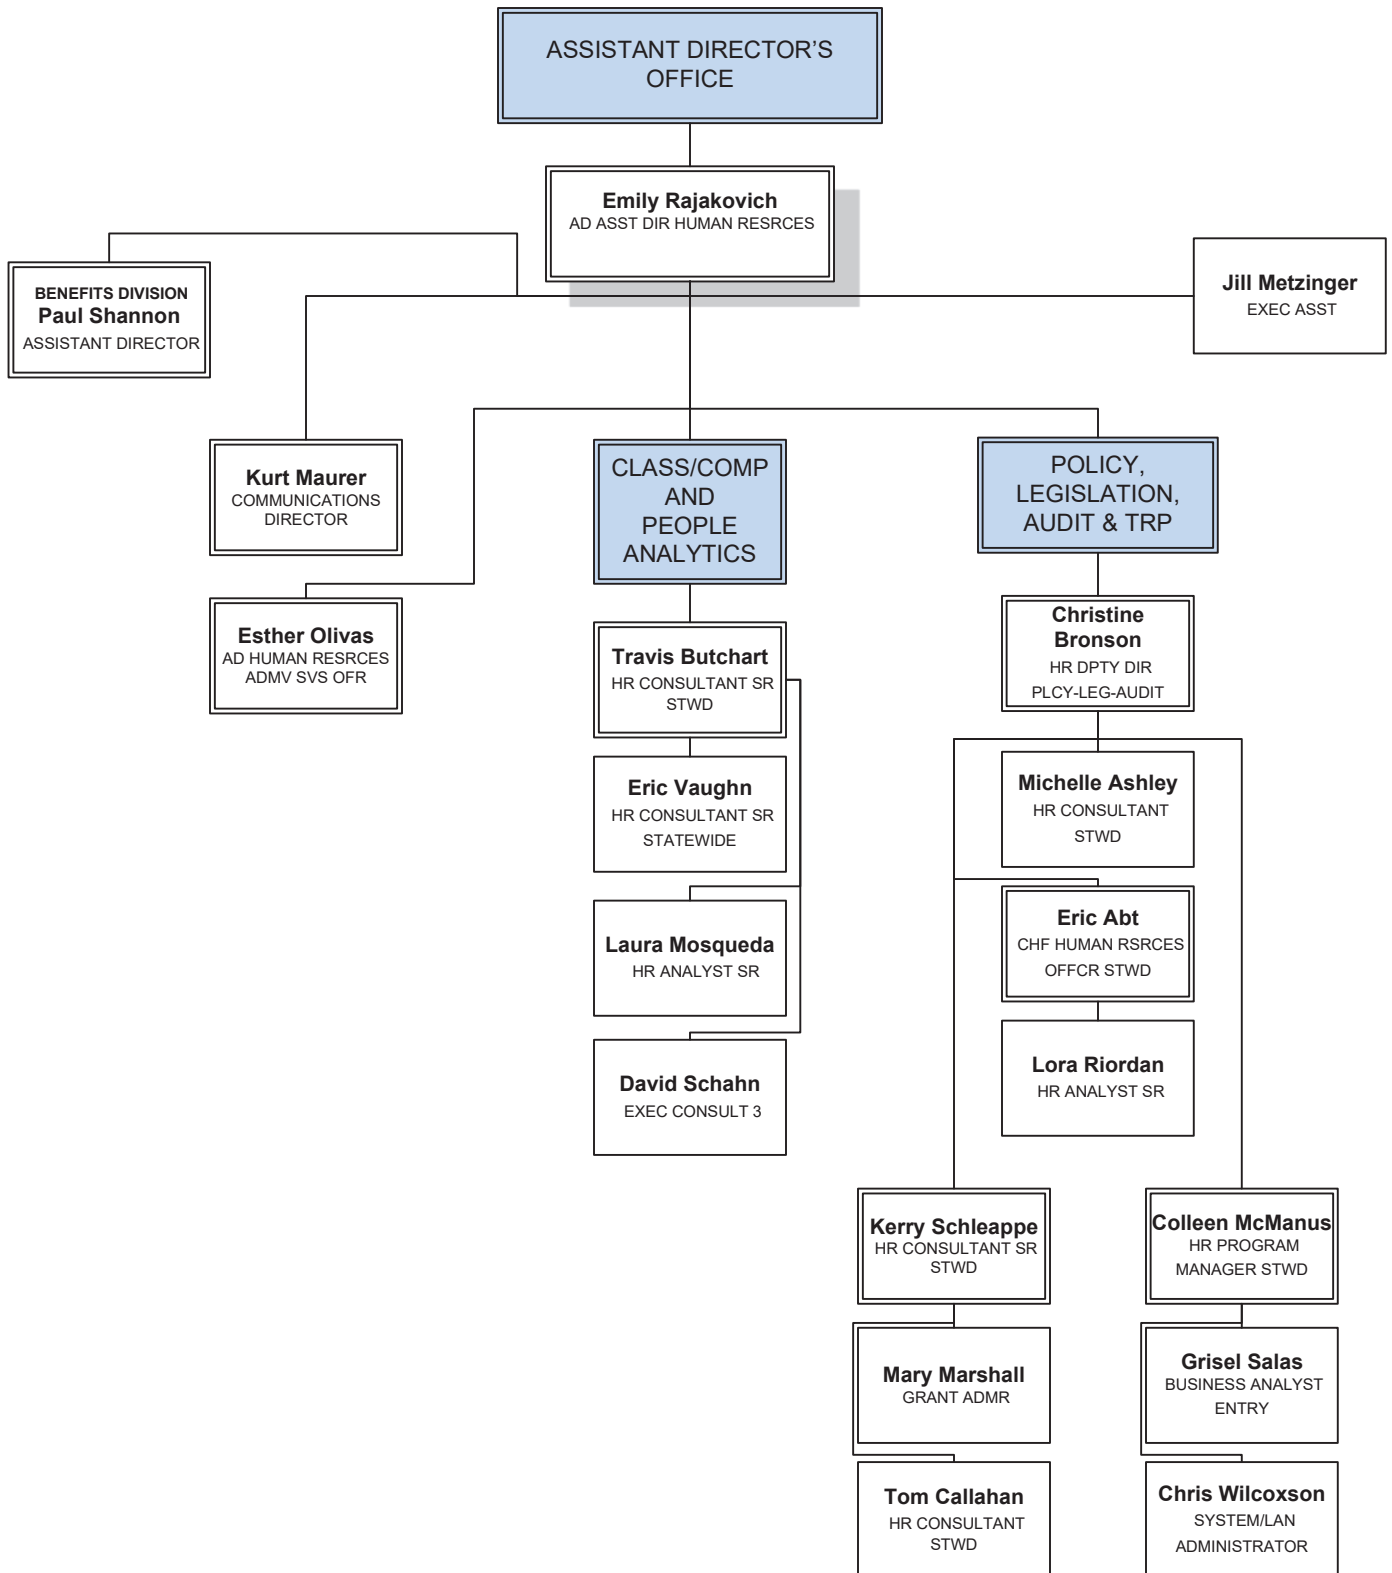 ASSISTANT DIRECTOR'S
OFFICE
Emily Rajakovich
AD ASST DIR HUMAN RESRCES
BENEFITS DIVISION
Paul Shannon
ASSISTANT DIRECTOR
Jill Metzinger
EXEC ASST
Kurt Maurer
COMMUNICATIONS
DIRECTOR
Esther Olivas
AD HUMAN RESRCES
ADMV SVS OFR
CLASS/COMP
AND
PEOPLE
ANALYTICS
Travis Butchart
HR CONSULTANT SR
STWD
Eric Vaughn
HR CONSULTANT SR
STATEWIDE
Laura Mosqueda
HR ANALYST SR
David Schahn
EXEC CONSULT 3
POLICY,
LEGISLATION,
AUDIT & TRP
Christine
Bronson
HR DPTY DIR
PLCY-LEG-AUDIT
Michelle Ashley
HR CONSULTANT
STWD
Eric Abt
CHF HUMAN RSRCES
OFFCR STWD
Lora Riordan
HR ANALYST SR
Kerry Schleappe
HR CONSULTANT SR
STWD
Mary Marshall
GRANT ADMR
Tom Callahan
HR CONSULTANT
STWD
Colleen McManus
HR PROGRAM
MANAGER STWD
Grisel Salas
BUSINESS ANALYST
ENTRY
Chris Wilcoxson
SYSTEM/LAN
ADMINISTRATOR